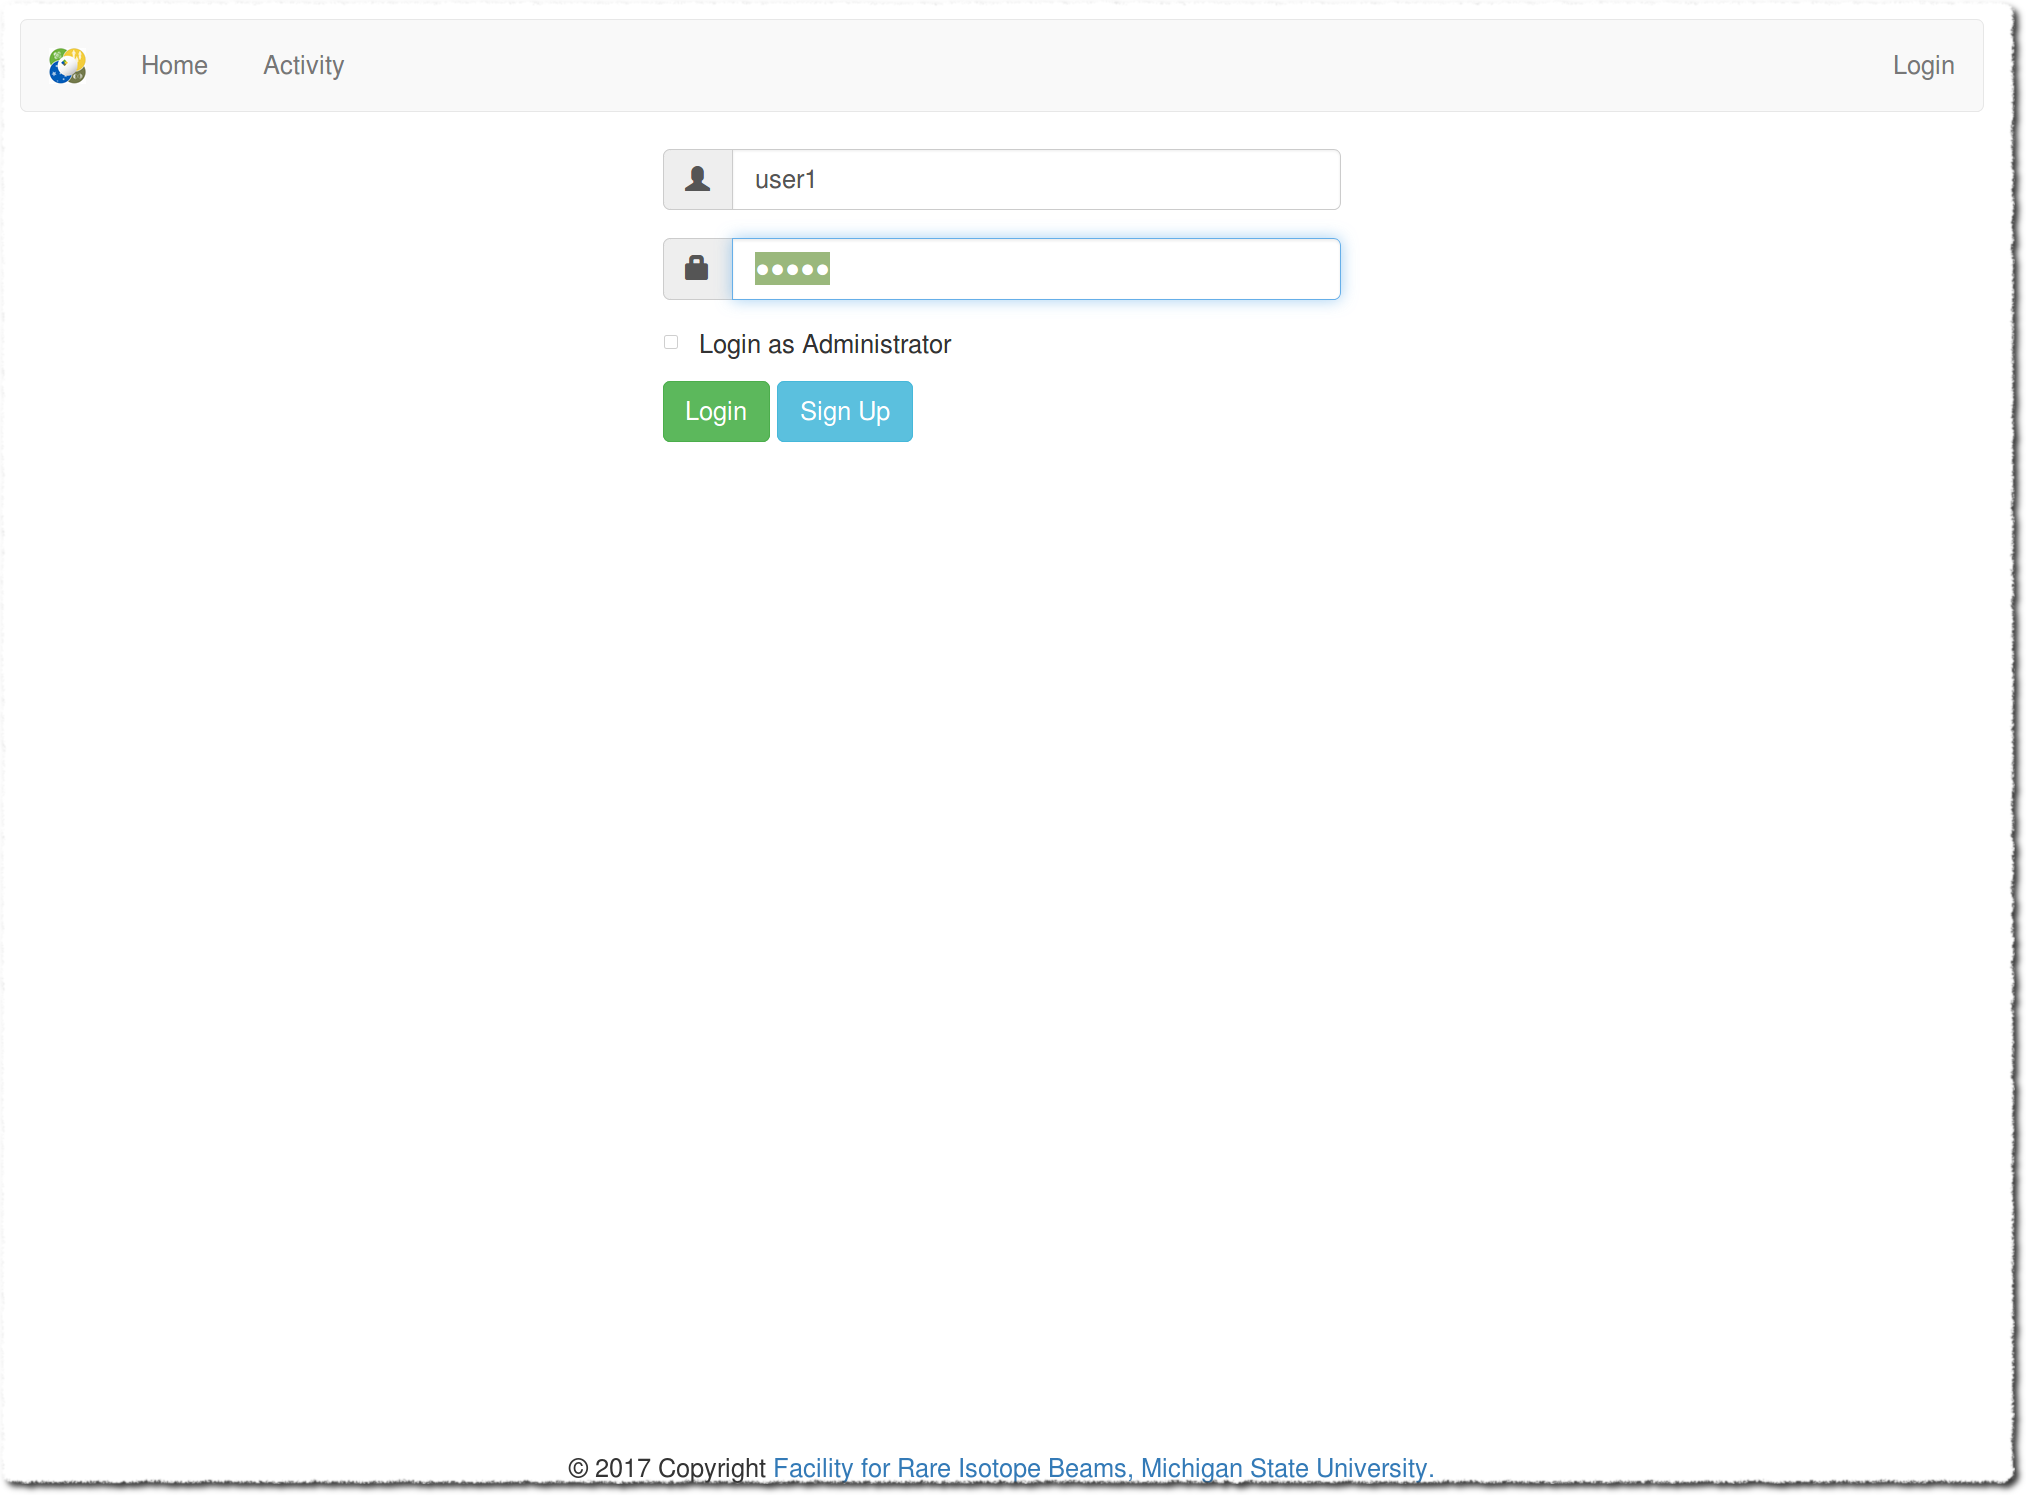 Home Activity Login
user1
•••••
Login as Administrator
Login Sign Up
© 2017 Copyright Facility for Rare Isotope Beams, Michigan State University.